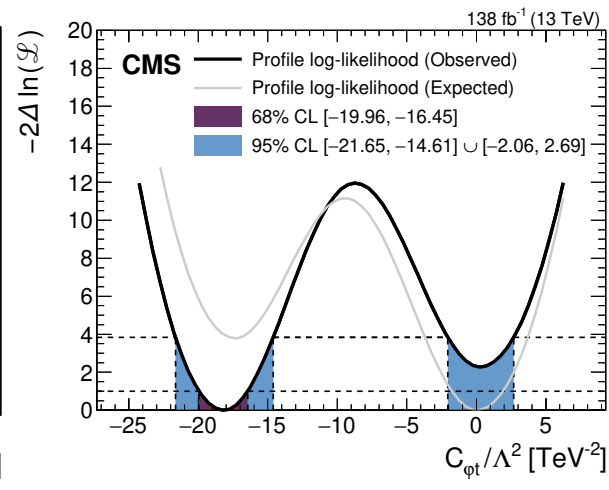 138 fb⁻¹ (13 TeV)
−2Δ ln(ℒ)
CMS
Profile log-likelihood (Observed)
Profile log-likelihood (Expected)
68% CL [−19.96, −16.45]
95% CL [−21.65, −14.61] ∪ [−2.06, 2.69]
20
18
16
14
12
10
8
6
4
2
0
−25 −20 −15 −10 −5 0 5
C_φt/Λ² [TeV⁻²]